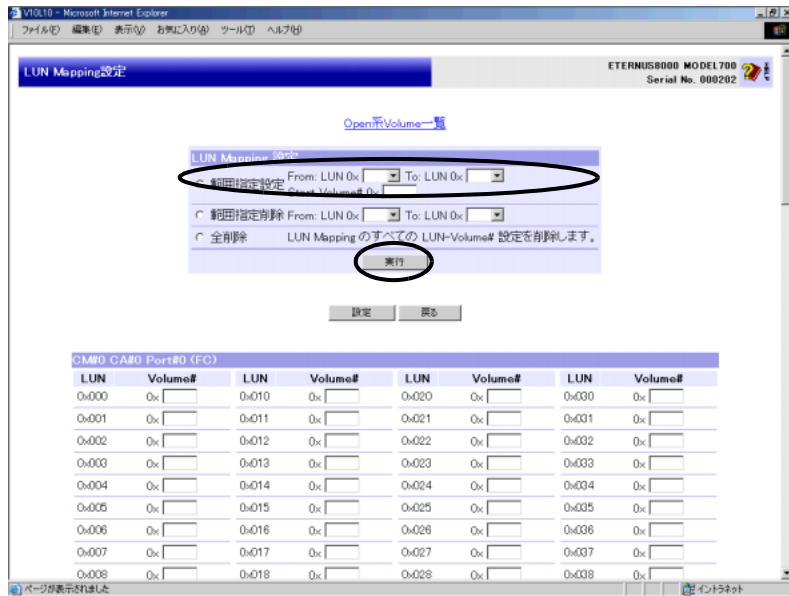 V10L10 - Microsoft Internet Explorer
ファイル(F) 編集(E) 表示(V) お気に入り(A) ツール(T) ヘルプ(H)
LUN Mapping設定
ETERNUS8000 MODEL700
Serial No. 000202
Open系Volume一覧
LUN Mapping 設定
範囲指定設定 From: LUN 0x To: LUN 0x
Start Volume# 0x
範囲指定削除 From: LUN 0x To: LUN 0x
全削除 LUN Mapping のすべての LUN-Volume# 設定を削除します。
実行
設定 戻る
CM#0 CA#0 Port#0 (FC)
LUN Volume# LUN Volume# LUN Volume# LUN Volume#
0x000 0x 0x010 0x 0x020 0x 0x030 0x
0x001 0x 0x011 0x 0x021 0x 0x031 0x
0x002 0x 0x012 0x 0x022 0x 0x032 0x
0x003 0x 0x013 0x 0x023 0x 0x033 0x
0x004 0x 0x014 0x 0x024 0x 0x034 0x
0x005 0x 0x015 0x 0x025 0x 0x035 0x
0x006 0x 0x016 0x 0x026 0x 0x036 0x
0x007 0x 0x017 0x 0x027 0x 0x037 0x
0x008 0x 0x018 0x 0x028 0x 0x038 0x
ページが表示されました イントラネット